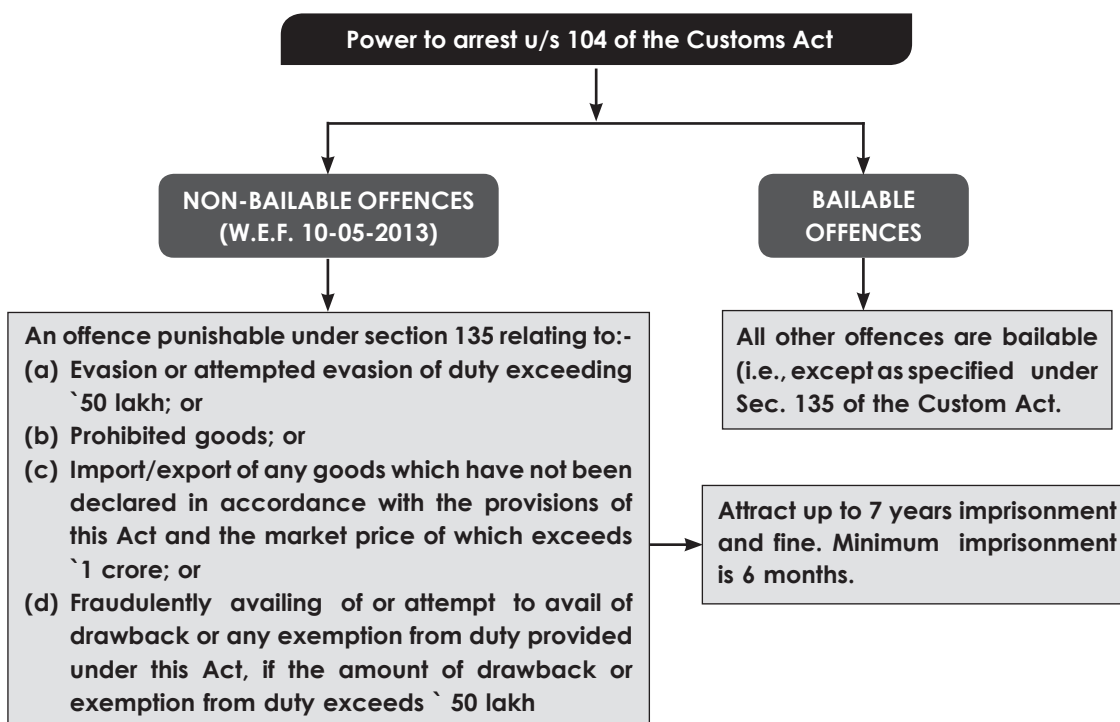 Power to arrest u/s 104 of the Customs Act
NON-BAILABLE OFFENCES
(W.E.F. 10-05-2013)
BAILABLE
OFFENCES
An offence punishable under section 135 relating to:-
(a) Evasion or attempted evasion of duty exceeding
`50 lakh; or
(b) Prohibited goods; or
(c) Import/export of any goods which have not been
declared in accordance with the provisions of
this Act and the market price of which exceeds
`1 crore; or
(d) Fraudulently availing of or attempt to avail of
drawback or any exemption from duty provided
under this Act, if the amount of drawback or
exemption from duty exceeds ` 50 lakh
All other offences are bailable
(i.e., except as specified under
Sec. 135 of the Custom Act.
Attract up to 7 years imprisonment
and fine. Minimum imprisonment
is 6 months.